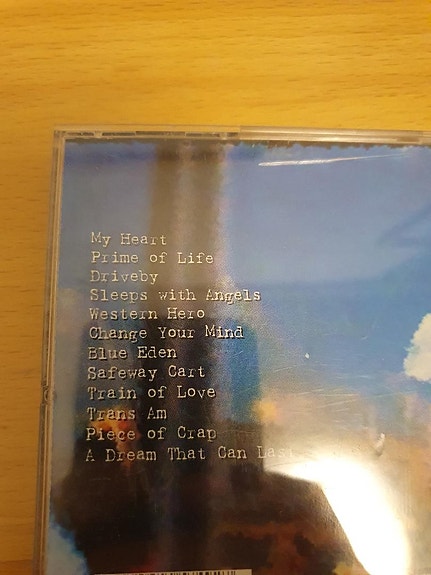 My Heart
Prime of Life
Driveby
Sleeps with Angels
Western Hero
Change Your Mind
Blue Eden
Safeway Cart
Train of Love
Trans Am
Piece of Crap
A Dream That Can Last